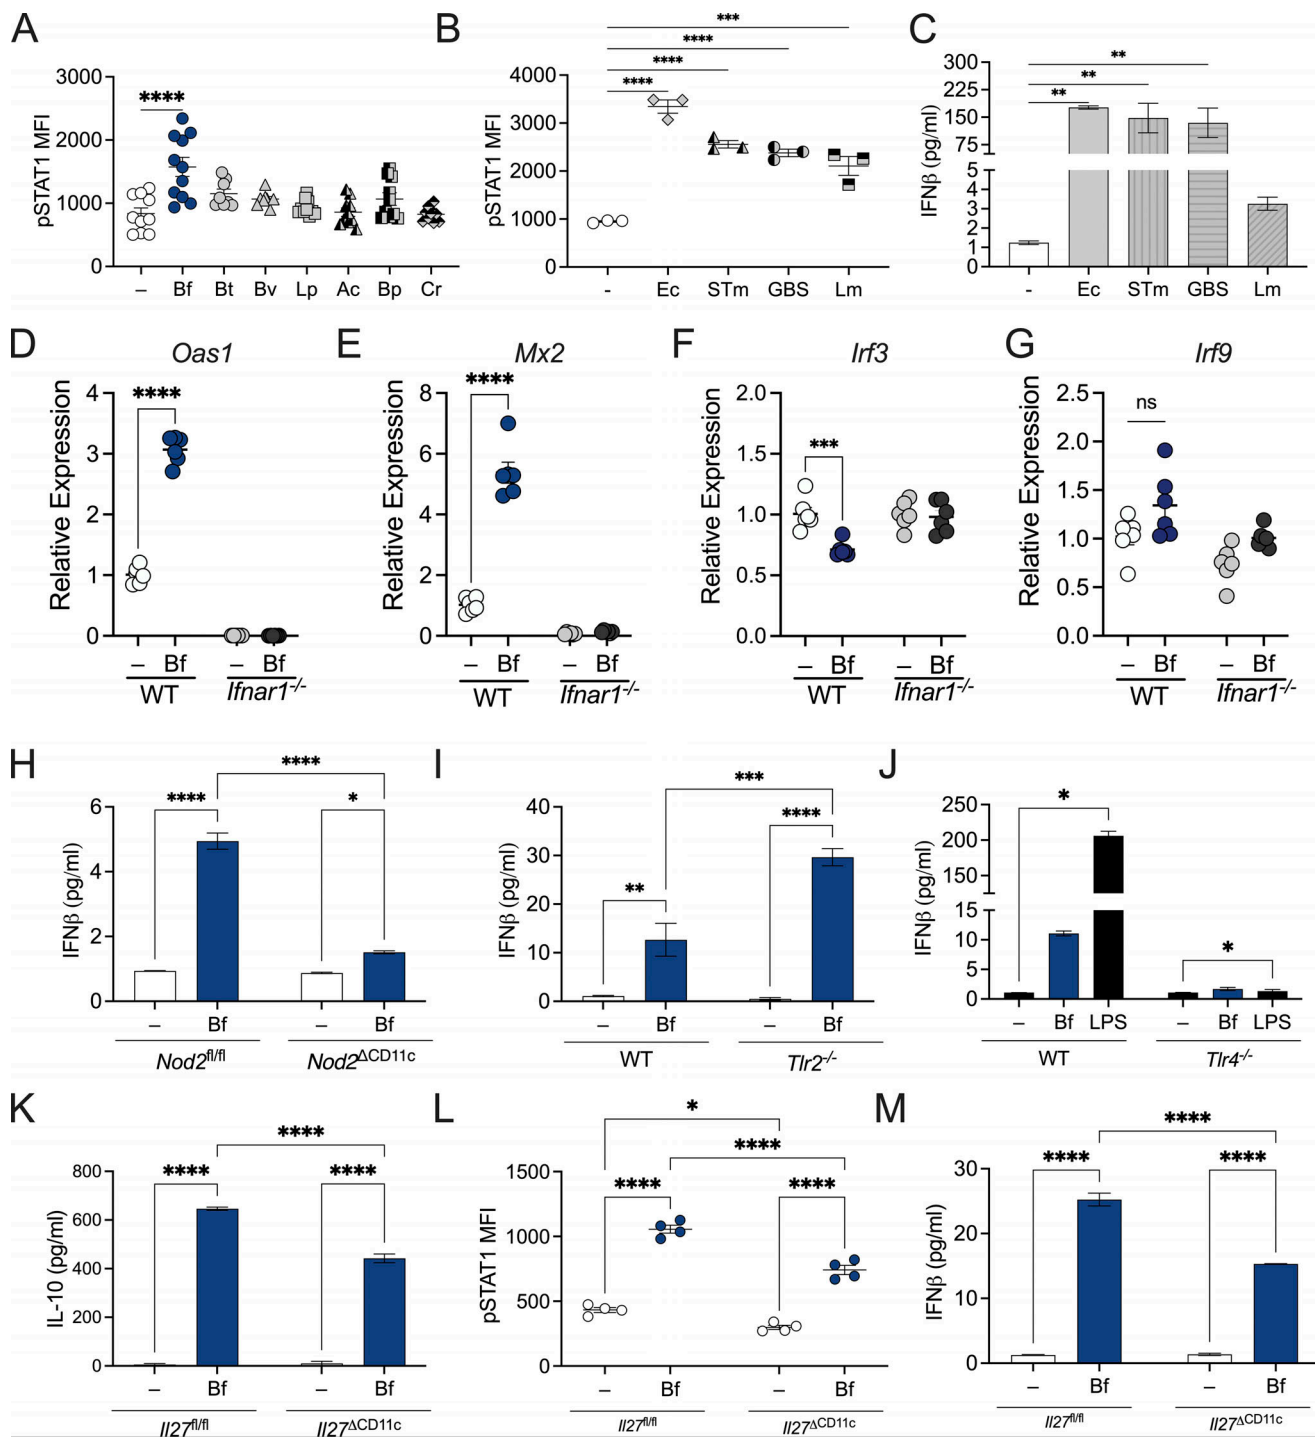 A
pSTAT1 MFI
3000
2000
1000
0
****
– Bf Bt Bv Lp Ac Bp Cr
B
pSTAT1 MFI
4000
3000
2000
1000
0
***
****
****
****
- Ec STm GBS Lm
C
IFNβ (pg/ml)
300
225
150
75
5
4
3
2
1
0
**
**
**
- Ec STm GBS Lm
D
Oas1
Relative Expression
4
3
2
1
0
****
– Bf – Bf
WT Ifnar1-/-
E
Mx2
Relative Expression
8
6
4
2
0
****
– Bf – Bf
WT Ifnar1-/-
F
Irf3
Relative Expression
2.0
1.5
1.0
0.5
0.0
***
– Bf – Bf
WT Ifnar1-/-
G
Irf9
Relative Expression
2.5
2.0
1.5
1.0
0.5
0.0
ns
– Bf – Bf
WT Ifnar1-/-
H
IFNβ (pg/ml)
6
4
2
0
****
****
*
– Bf – Bf
Nod2fl/fl Nod2ΔCD11c
I
IFNβ (pg/ml)
40
30
20
10
0
***
****
**
– Bf – Bf
WT Tlr2-/-
J
IFNβ (pg/ml)
250
200
150
15
10
5
0
*
*
– Bf LPS – Bf LPS
WT Tlr4-/-
K
IL-10 (pg/ml)
800
600
400
200
0
****
**** ****
– Bf – Bf
Il27fl/fl Il27ΔCD11c
L
pSTAT1 MFI
1500
1000
500
0
*
****
**** ****
– Bf – Bf
Il27fl/fl Il27ΔCD11c
M
IFNβ (pg/ml)
30
20
10
0
****
**** ****
– Bf – Bf
Il27fl/fl Il27ΔCD11c